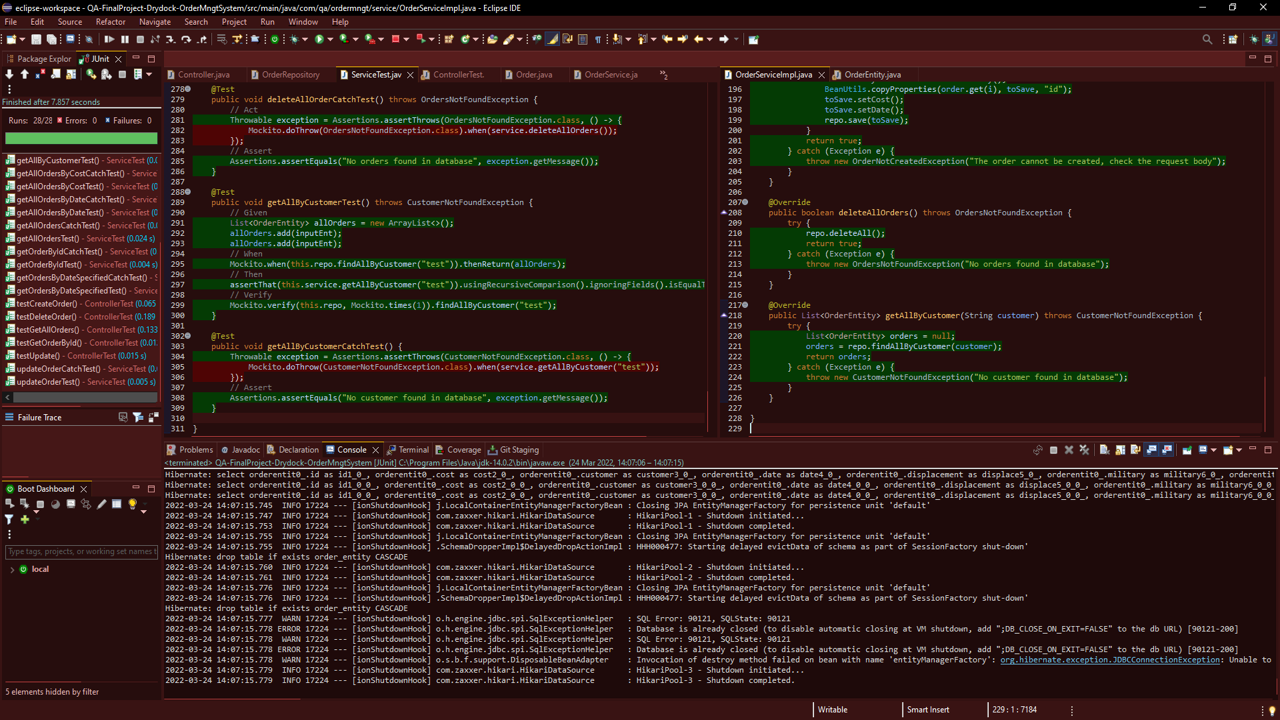 eclipse-workspace - QA-FinalProject-Drydock-OrderMngtSystem/src/main/java/com/qa/ordermngt/service/OrderServiceImpl.java - Eclipse IDE
File Edit Source Refactor Navigate Search Project Run Window Help
Package Explor JUnit
Finished after 7.857 seconds
Runs: 28/28 Errors: 0 Failures: 0
getAllByCustomerTest() - ServiceTest (0.0
getAllOrdersByCostCatchTest() - ServiceTest
getAllOrdersByCostTest() - ServiceTest (0.0
getAllOrdersByDateCatchTest() - ServiceTest
getAllOrdersByDateTest() - ServiceTest (0.0
getAllOrdersCatchTest() - ServiceTest (0.0
getAllOrdersTest() - ServiceTest (0.024 s)
getOrderByIdCatchTest() - ServiceTest (0.0
getOrderByIdTest() - ServiceTest (0.004 s)
getOrdersByDateSpecifiedCatchTest() - Ser
getOrdersByDateSpecifiedTest() - ServiceT
testCreateOrder() - ControllerTest (0.065
testDeleteOrder() - ControllerTest (0.189
testGetAllOrders() - ControllerTest (0.133
testGetOrderById() - ControllerTest (0.00
testUpdate() - ControllerTest (0.015 s)
updateOrderCatchTest() - ServiceTest (0.0
updateOrderTest() - ServiceTest (0.005 s)
Failure Trace
Boot Dashboard
Type tags, projects, or working set names t
local
5 elements hidden by filter
Controller.java OrderRepository ServiceTest.jav ControllerTest. Order.java OrderService.ja
278 @Test
279 public void deleteAllOrderCatchTest() throws OrdersNotFoundException {
280 // Act
281 Throwable exception = Assertions.assertThrows(OrdersNotFoundException.class, () -> {
282 Mockito.doThrow(OrdersNotFoundException.class).when(service.deleteAllOrders());
283 });
284 // Assert
285 Assertions.assertEquals("No orders found in database", exception.getMessage());
286 }
287
288 @Test
289 public void getAllByCustomerTest() throws CustomerNotFoundException {
290 // Given
291 List<OrderEntity> allOrders = new ArrayList<>();
292 allOrders.add(inputEnt);
293 allOrders.add(inputEnt);
294 // When
295 Mockito.when(this.repo.findAllByCustomer("test")).thenReturn(allOrders);
296 // Then
297 assertThat(this.service.getAllByCustomer("test")).usingRecursiveComparison().ignoringFields().isEqualT
298 // Verify
299 Mockito.verify(this.repo, Mockito.times(1)).findAllByCustomer("test");
300 }
301
302 @Test
303 public void getAllByCustomerCatchTest() {
304 Throwable exception = Assertions.assertThrows(CustomerNotFoundException.class, () -> {
305 Mockito.doThrow(CustomerNotFoundException.class).when(service.getAllByCustomer("test"));
306 });
307 // Assert
308 Assertions.assertEquals("No customer found in database", exception.getMessage());
309 }
310
311 }
OrderServiceImpl.java OrderEntity.java
196 BeanUtils.copyProperties(order.get(i), toSave, "id");
197 toSave.setCost();
198 toSave.setDate();
199 repo.save(toSave);
200 }
201 return true;
202 } catch (Exception e) {
203 throw new OrderNotCreatedException("The order cannot be created, check the request body");
204 }
205 }
206
207 @Override
208 public boolean deleteAllOrders() throws OrdersNotFoundException {
209 try {
210 repo.deleteAll();
211 return true;
212 } catch (Exception e) {
213 throw new OrdersNotFoundException("No orders found in database");
214 }
215 }
216
217 @Override
218 public List<OrderEntity> getAllByCustomer(String customer) throws CustomerNotFoundException {
219 try {
220 List<OrderEntity> orders = null;
221 orders = repo.findAllByCustomer(customer);
222 return orders;
223 } catch (Exception e) {
224 throw new CustomerNotFoundException("No customer found in database");
225 }
226 }
227
228 }
229
Problems Javadoc Declaration Console Terminal Coverage Git Staging
<terminated> QA-FinalProject-Drydock-OrderMngtSystem [JUnit] C:\Program Files\Java\jdk-14.0.2\bin\javaw.exe (24 Mar 2022, 14:07:06 – 14:07:15)
Hibernate: select orderentit0_.id as id1_0_, orderentit0_.cost as cost2_0_, orderentit0_.customer as customer3_0_, orderentit0_.date as date4_0_, orderentit0_.displacement as displace5_0_, orderentit0_.military as military6_0_, orderentit0_.
Hibernate: select orderentit0_.id as id1_0_0_, orderentit0_.cost as cost2_0_0_, orderentit0_.customer as customer3_0_0_, orderentit0_.date as date4_0_0_, orderentit0_.displacement as displace5_0_0_, orderentit0_.military as military6_0_0_
Hibernate: select orderentit0_.id as id1_0_0_, orderentit0_.cost as cost2_0_0_, orderentit0_.customer as customer3_0_0_, orderentit0_.date as date4_0_0_, orderentit0_.displacement as displace5_0_0_, orderentit0_.military as military6_0_0_
2022-03-24 14:07:15.745 INFO 17224 --- [ionShutdownHook] j.LocalContainerEntityManagerFactoryBean : Closing JPA EntityManagerFactory for persistence unit 'default'
2022-03-24 14:07:15.747 INFO 17224 --- [ionShutdownHook] com.zaxxer.hikari.HikariDataSource : HikariPool-1 - Shutdown initiated...
2022-03-24 14:07:15.753 INFO 17224 --- [ionShutdownHook] com.zaxxer.hikari.HikariDataSource : HikariPool-1 - Shutdown completed.
2022-03-24 14:07:15.755 INFO 17224 --- [ionShutdownHook] j.LocalContainerEntityManagerFactoryBean : Closing JPA EntityManagerFactory for persistence unit 'default'
2022-03-24 14:07:15.755 INFO 17224 --- [ionShutdownHook] .SchemaDropperImpl$DelayedDropActionImpl : HHH000477: Starting delayed evictData of schema as part of SessionFactory shut-down'
Hibernate: drop table if exists order_entity CASCADE
2022-03-24 14:07:15.760 INFO 17224 --- [ionShutdownHook] com.zaxxer.hikari.HikariDataSource : HikariPool-2 - Shutdown initiated...
2022-03-24 14:07:15.761 INFO 17224 --- [ionShutdownHook] com.zaxxer.hikari.HikariDataSource : HikariPool-2 - Shutdown completed.
2022-03-24 14:07:15.776 INFO 17224 --- [ionShutdownHook] j.LocalContainerEntityManagerFactoryBean : Closing JPA EntityManagerFactory for persistence unit 'default'
2022-03-24 14:07:15.776 INFO 17224 --- [ionShutdownHook] .SchemaDropperImpl$DelayedDropActionImpl : HHH000477: Starting delayed evictData of schema as part of SessionFactory shut-down'
Hibernate: drop table if exists order_entity CASCADE
2022-03-24 14:07:15.777 WARN 17224 --- [ionShutdownHook] o.h.engine.jdbc.spi.SqlExceptionHelper : SQL Error: 90121, SQLState: 90121
2022-03-24 14:07:15.778 ERROR 17224 --- [ionShutdownHook] o.h.engine.jdbc.spi.SqlExceptionHelper : Database is already closed (to disable automatic closing at VM shutdown, add ";DB_CLOSE_ON_EXIT=FALSE" to the db URL) [90121-200]
2022-03-24 14:07:15.778 WARN 17224 --- [ionShutdownHook] o.h.engine.jdbc.spi.SqlExceptionHelper : SQL Error: 90121, SQLState: 90121
2022-03-24 14:07:15.778 ERROR 17224 --- [ionShutdownHook] o.h.engine.jdbc.spi.SqlExceptionHelper : Database is already closed (to disable automatic closing at VM shutdown, add ";DB_CLOSE_ON_EXIT=FALSE" to the db URL) [90121-200]
2022-03-24 14:07:15.778 WARN 17224 --- [ionShutdownHook] o.s.b.f.support.DisposableBeanAdapter : Invocation of destroy method failed on bean with name 'entityManagerFactory': org.hibernate.exception.JDBCConnectionException: Unable to
2022-03-24 14:07:15.779 INFO 17224 --- [ionShutdownHook] com.zaxxer.hikari.HikariDataSource : HikariPool-3 - Shutdown initiated...
2022-03-24 14:07:15.779 INFO 17224 --- [ionShutdownHook] com.zaxxer.hikari.HikariDataSource : HikariPool-3 - Shutdown completed.
Writable Smart Insert 229 : 1 : 7184